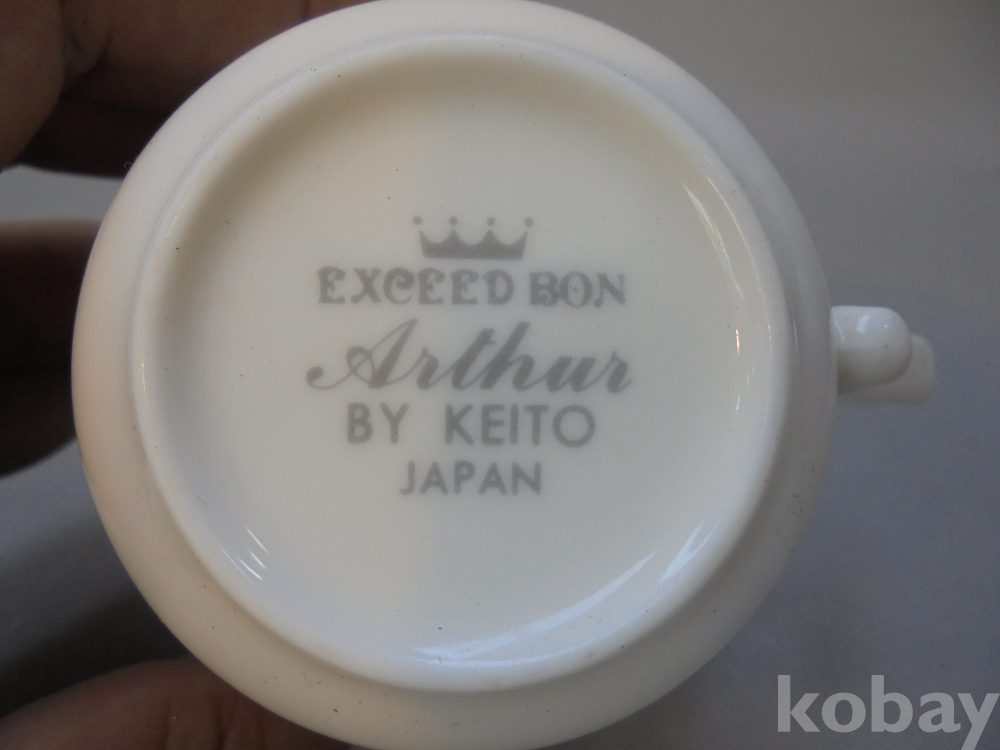 EXCEED BON
Arthur
BY KEITO
JAPAN
kobay